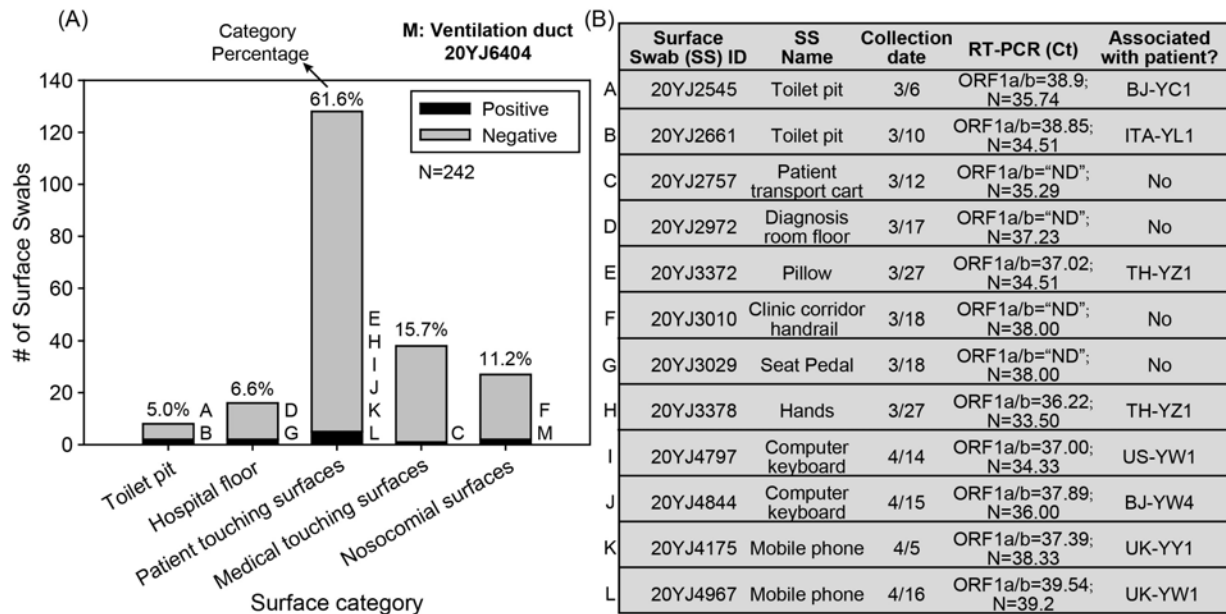 (A)
Category
Percentage
M: Ventilation duct
20YJ6404
140
120
100
80
60
40
20
0
# of Surface Swabs
61.6%
Positive
Negative
N=242
5.0%
A
B
6.6%
D
G
E
H
I
J
K
L
15.7%
C
11.2%
F
M
Toilet pit
Hospital floor
Patient touching surfaces
Medical touching surfaces
Nosocomial surfaces
Surface category
(B)
Surface Swab (SS) ID SS Name Collection date RT-PCR (Ct) Associated with patient?
A 20YJ2545 Toilet pit 3/6 ORF1a/b=38.9; N=35.74 BJ-YC1
B 20YJ2661 Toilet pit 3/10 ORF1a/b=38.85; N=34.51 ITA-YL1
C 20YJ2757 Patient transport cart 3/12 ORF1a/b="ND"; N=35.29 No
D 20YJ2972 Diagnosis room floor 3/17 ORF1a/b="ND"; N=37.23 No
E 20YJ3372 Pillow 3/27 ORF1a/b=37.02; N=34.51 TH-YZ1
F 20YJ3010 Clinic corridor handrail 3/18 ORF1a/b="ND"; N=38.00 No
G 20YJ3029 Seat Pedal 3/18 ORF1a/b="ND"; N=38.00 No
H 20YJ3378 Hands 3/27 ORF1a/b=36.22; N=33.50 TH-YZ1
I 20YJ4797 Computer keyboard 4/14 ORF1a/b=37.00; N=34.33 US-YW1
J 20YJ4844 Computer keyboard 4/15 ORF1a/b=37.89; N=36.00 BJ-YW4
K 20YJ4175 Mobile phone 4/5 ORF1a/b=37.39; N=38.33 UK-YY1
L 20YJ4967 Mobile phone 4/16 ORF1a/b=39.54; N=39.2 UK-YW1